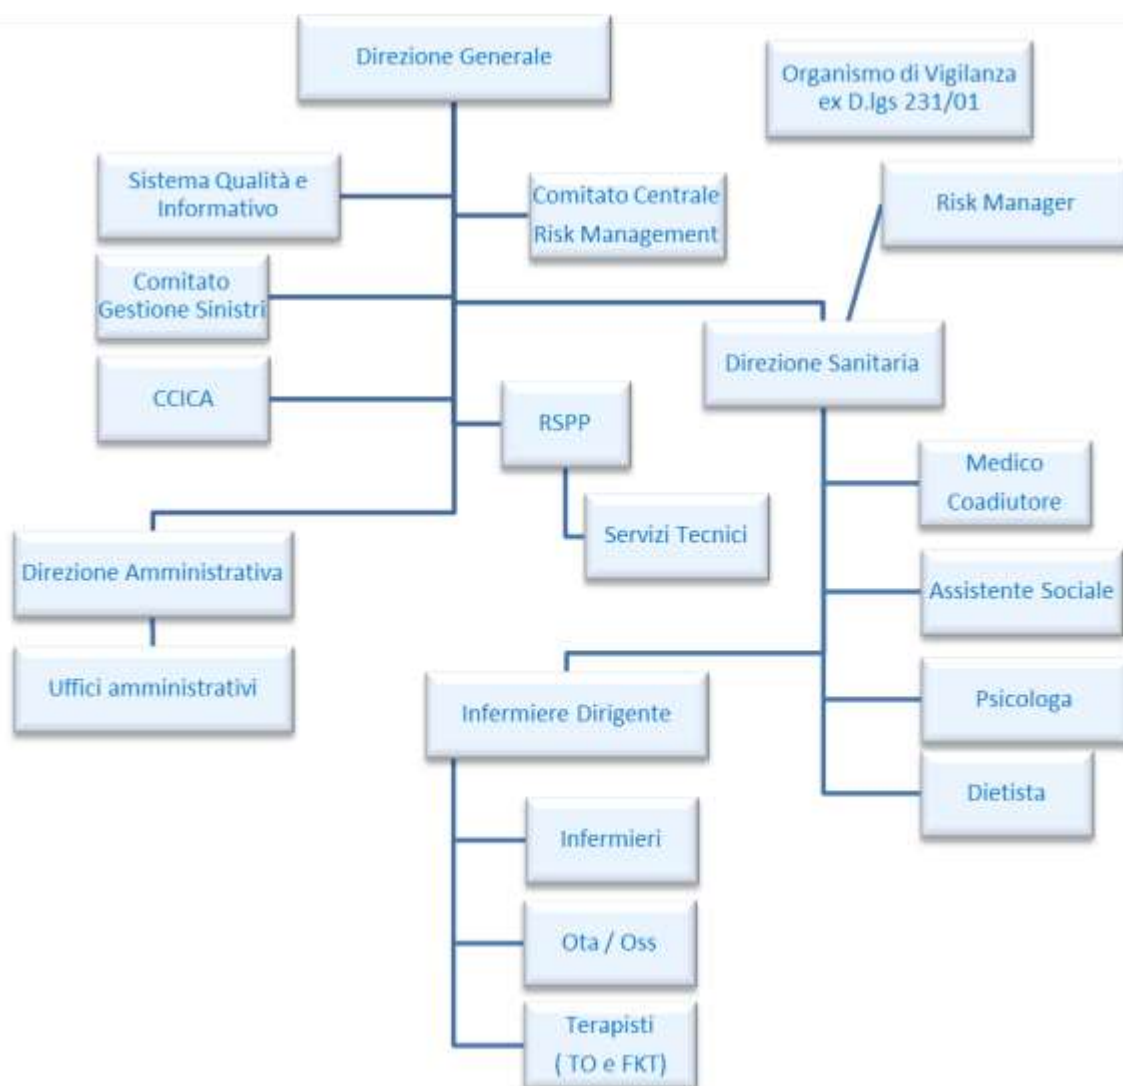 Direzione Generale
Organismo di Vigilanza
ex D.lgs 231/01
Sistema Qualità e
Informativo
Comitato Centrale
Risk Management
Risk Manager
Comitato
Gestione Sinistri
Direzione Sanitaria
CCICA
RSPP
Medico
Coadiutore
Servizi Tecnici
Direzione Amministrativa
Assistente Sociale
Uffici amministrativi
Infermiere Dirigente
Psicologa
Dietista
Infermieri
Ota / Oss
Terapisti
( TO e FKT)